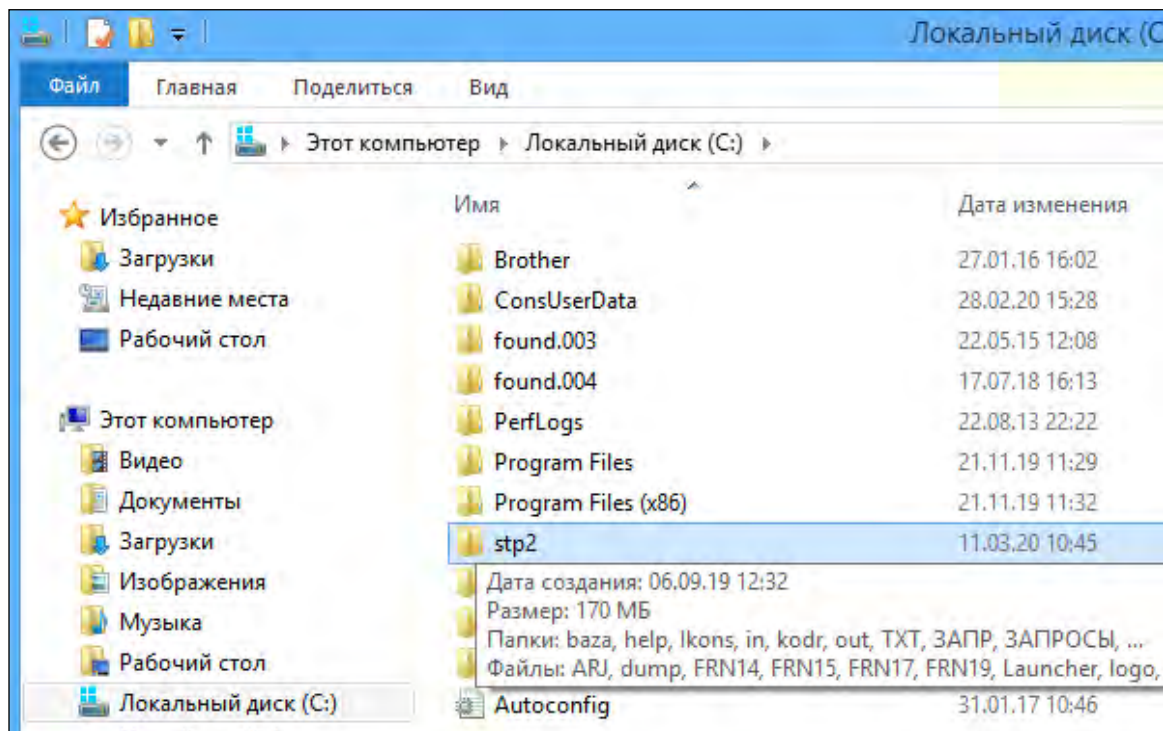 Локальный диск (C
Файл Главная Поделиться Вид
Этот компьютер Локальный диск (C:)
Имя Дата изменения
Избранное
Загрузки
Недавние места
Рабочий стол
Этот компьютер
Видео
Документы
Загрузки
Изображения
Музыка
Рабочий стол
Локальный диск (C:)
Brother 27.01.16 16:02
ConsUserData 28.02.20 15:28
found.003 22.05.15 12:08
found.004 17.07.18 16:13
PerfLogs 22.08.13 22:22
Program Files 21.11.19 11:29
Program Files (x86) 21.11.19 11:32
stp2 11.03.20 10:45
Дата создания: 06.09.19 12:32
Размер: 170 МБ
Папки: baza, help, Ikons, in, kodr, out, TXT, ЗАПР, ЗАПРОСЫ, ...
Файлы: ARJ, dump, FRN14, FRN15, FRN17, FRN19, Launcher, logo,
Autoconfig 31.01.17 10:46